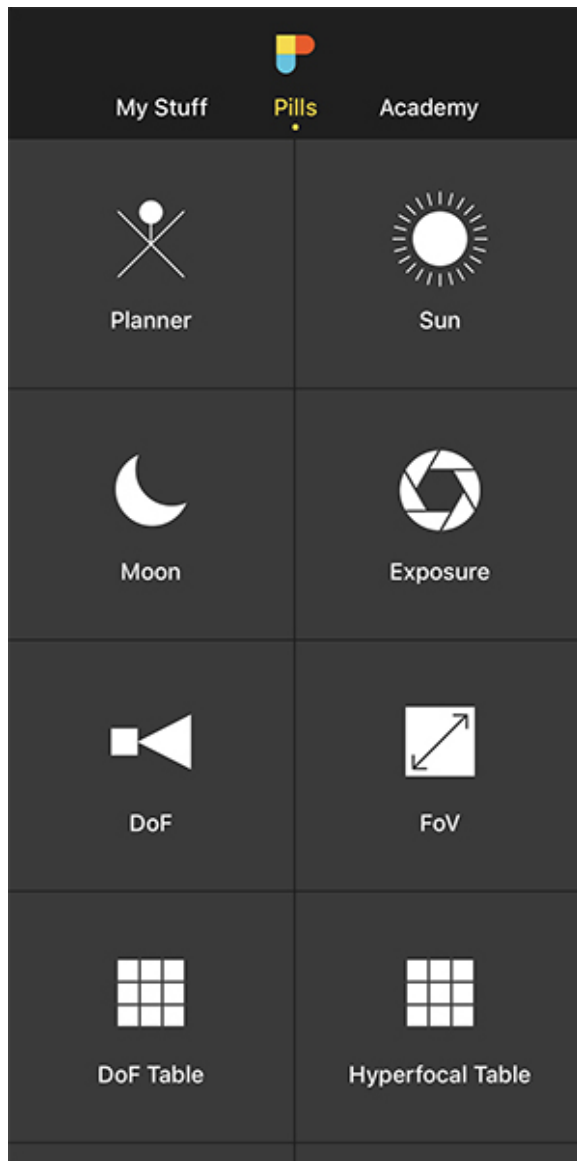 My Stuff Pills Academy
Planner Sun
Moon Exposure
DoF FoV
DoF Table Hyperfocal Table